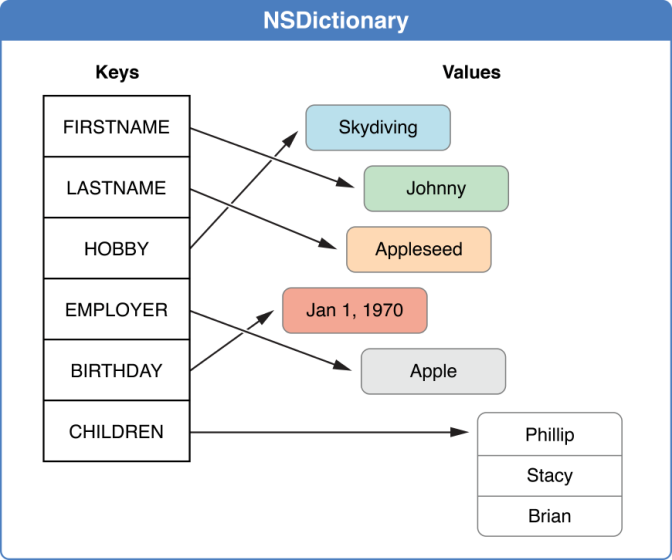 NSDictionary
Keys
Values
FIRSTNAME
LASTNAME
HOBBY
EMPLOYER
BIRTHDAY
CHILDREN
Skydiving
Johnny
Appleseed
Jan 1, 1970
Apple
Phillip
Stacy
Brian